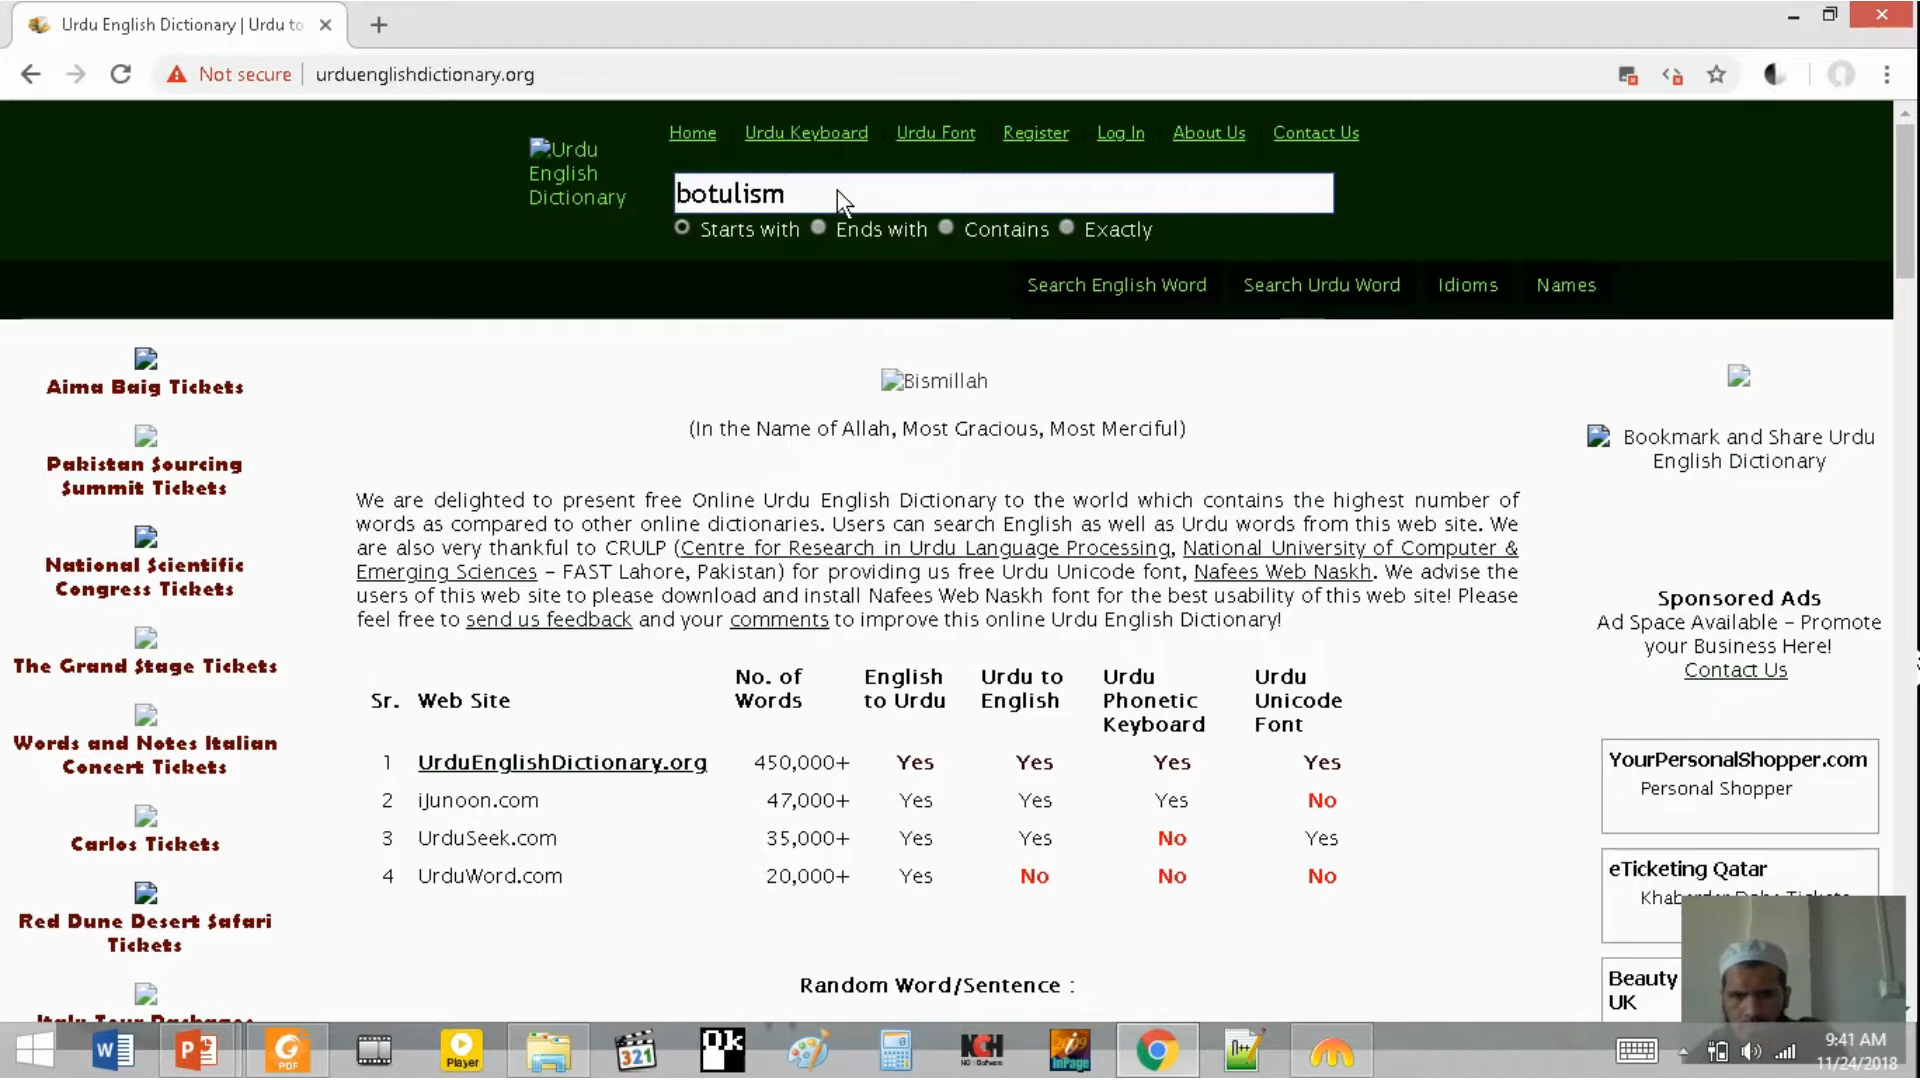 Urdu English Dictionary | Urdu to
Not secure | urduenglishdictionary.org
Home Urdu Keyboard Urdu Font Register Log In About Us Contact Us
Urdu
English
Dictionary
botulism
Starts with Ends with Contains Exactly
Search English Word Search Urdu Word Idioms Names
Aima Baig Tickets
Pakistan Sourcing
Summit Tickets
National Scientific
Congress Tickets
The Grand Stage Tickets
Words and Notes Italian
Concert Tickets
Carlos Tickets
Red Dune Desert Safari
Tickets
Italy Tour Packages
Bismillah
(In the Name of Allah, Most Gracious, Most Merciful)
We are delighted to present free Online Urdu English Dictionary to the world which contains the highest number of
words as compared to other online dictionaries. Users can search English as well as Urdu words from this web site. We
are also very thankful to CRULP (Centre for Research in Urdu Language Processing, National University of Computer &
Emerging Sciences - FAST Lahore, Pakistan) for providing us free Urdu Unicode font, Nafees Web Naskh. We advise the
users of this web site to please download and install Nafees Web Naskh font for the best usability of this web site! Please
feel free to send us feedback and your comments to improve this online Urdu English Dictionary!
Sr. Web Site No. of Words English to Urdu Urdu to English Urdu Phonetic Keyboard Urdu Unicode Font
1 UrduEnglishDictionary.org 450,000+ Yes Yes Yes Yes
2 iJunoon.com 47,000+ Yes Yes Yes No
3 UrduSeek.com 35,000+ Yes Yes No Yes
4 UrduWord.com 20,000+ Yes No No No
Random Word/Sentence :
Bookmark and Share Urdu
English Dictionary
Sponsored Ads
Ad Space Available - Promote
your Business Here!
Contact Us
YourPersonalShopper.com
Personal Shopper
eTicketing Qatar
Beauty
UK
PDF
Player
321
Ok
NCH
2009
InPage
9:41 AM
11/24/2018